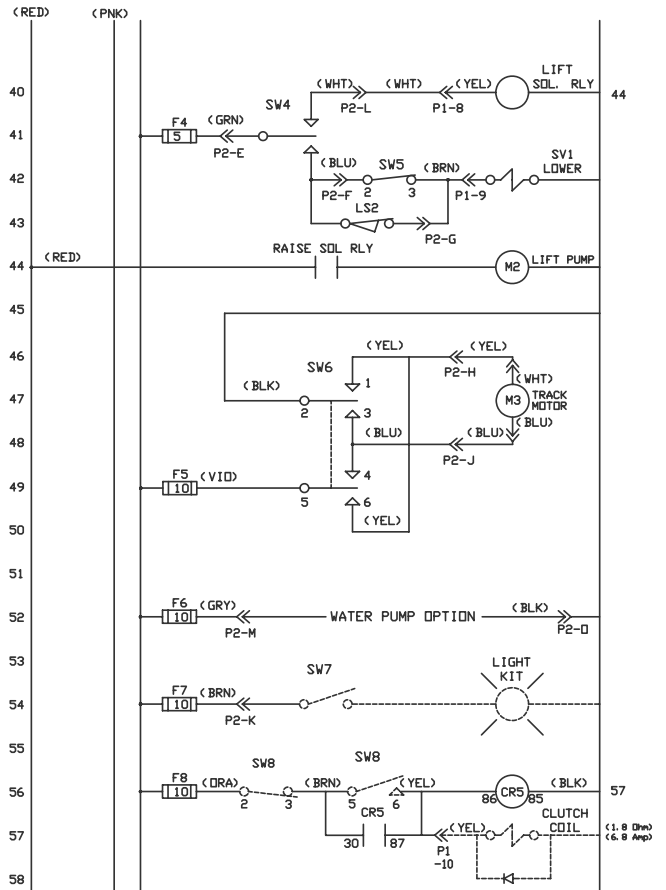 (RED) (PNK)
40 (WHT) (WHT) (YEL) LIFT
SOL. RLY 44
SW4 P2-L P1-8
41 F4 5 (GRN) P2-E
42 (BLU) SW5 (BRN) SV1
LOWER
P2-F 2 3 P1-9
43 LS2 P2-G
RAISE SOL RLY
44 (RED) M2 LIFT PUMP
45
46 (YEL) (YEL)
SW6 P2-H
1 (WHT)
47 (BLK) 2 3 M3 TRACK
MOTOR
(BLU)
48 (BLU) (BLU)
P2-J
4
49 F5 10 (VIO) 5 6
50 (YEL)
51
52 F6 10 (GRY) WATER PUMP OPTION (BLK)
P2-M P2-O
53 SW7 LIGHT
KIT
54 F7 10 (BRN)
P2-K
55
SW8 SW8
56 F8 10 (ORA) 2 3 (BRN) 5 6 (YEL) 86 CR5 85 (BLK) 57
CR5 CLUTCH
COIL
57 30 87 (YEL) (1.8 Ohm)
(6.8 Amp)
P1
-10
58